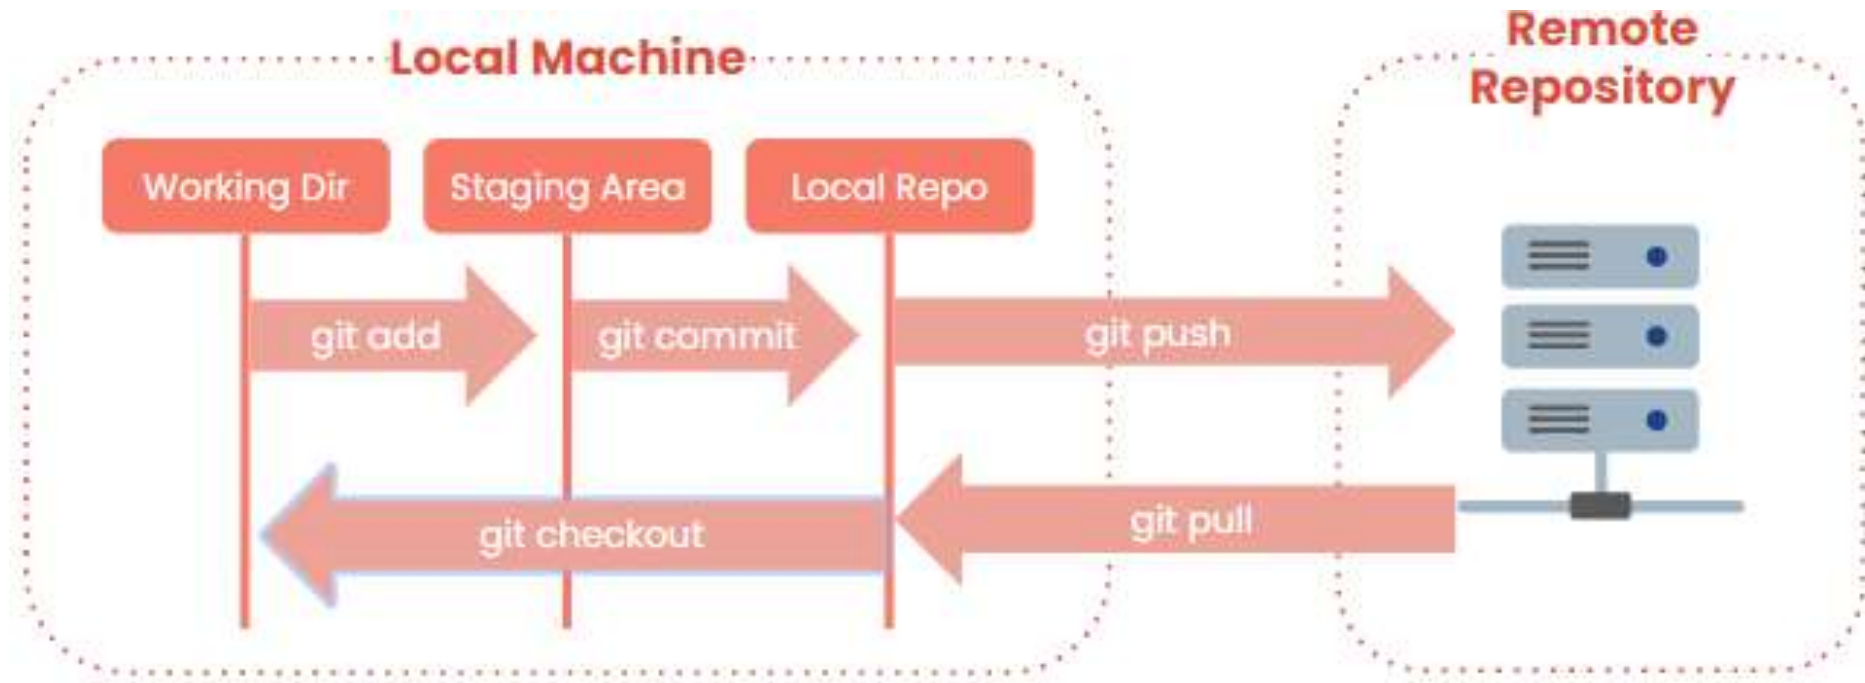 Local Machine
Remote
Repository
Working Dir
Staging Area
Local Repo
git add
git commit
git push
git checkout
git pull